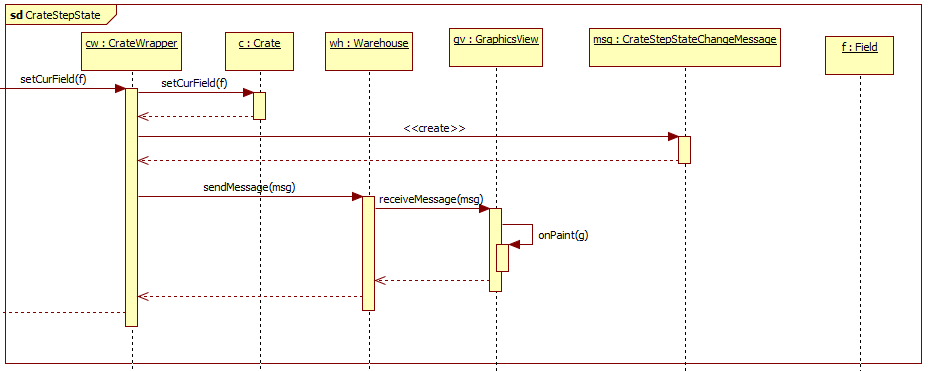 sd CrateStepState
cw : CrateWrapper
c : Crate
wh : Warehouse
gv : GraphicsView
msg : CrateStepStateChangeMessage
f : Field
setCurField(f)
setCurField(f)
<<create>>
sendMessage(msg)
receiveMessage(msg)
onPaint(g)